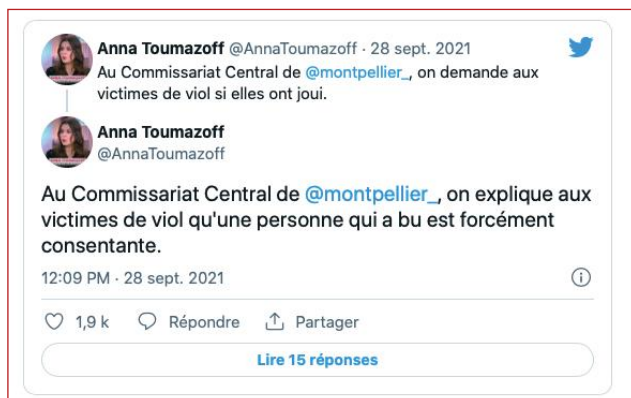 Anna Toumazoff @AnnaToumazoff · 28 sept. 2021
Au Commissariat Central de @montpellier_, on demande aux
victimes de viol si elles ont joui.
Anna Toumazoff
@AnnaToumazoff
Au Commissariat Central de @montpellier_, on explique aux
victimes de viol qu'une personne qui a bu est forcément
consentante.
12:09 PM · 28 sept. 2021
1,9 k Répondre Partager
Lire 15 réponses